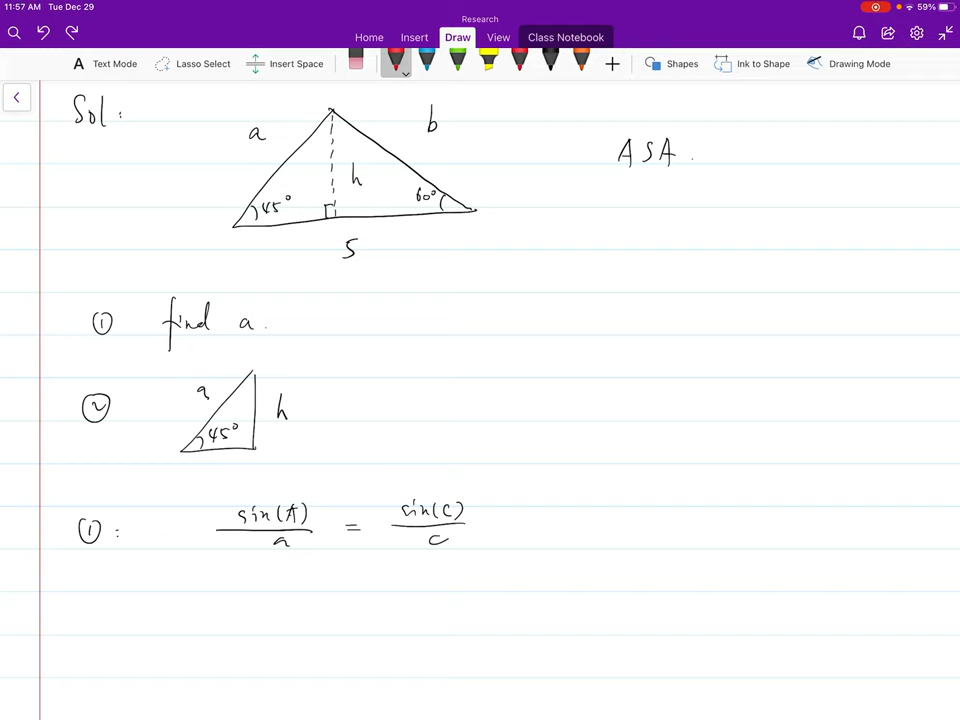 11:57 AM Tue Dec 29
59%
Research
Home Insert Draw View Class Notebook
A Text Mode Lasso Select Insert Space Shapes Ink to Shape Drawing Mode
Sol:
a b
ASA.
h
45° 60°
5
① find a.
② a h
45°
①: sin(A)/a = sin(C)/c